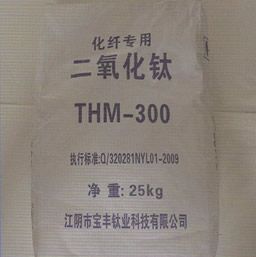 化纤专用
二氧化钛
THM-300
执行标准:Q/320281NYL01-2009
净 重: 25kg
江阴市宝丰钛业科技有限公司